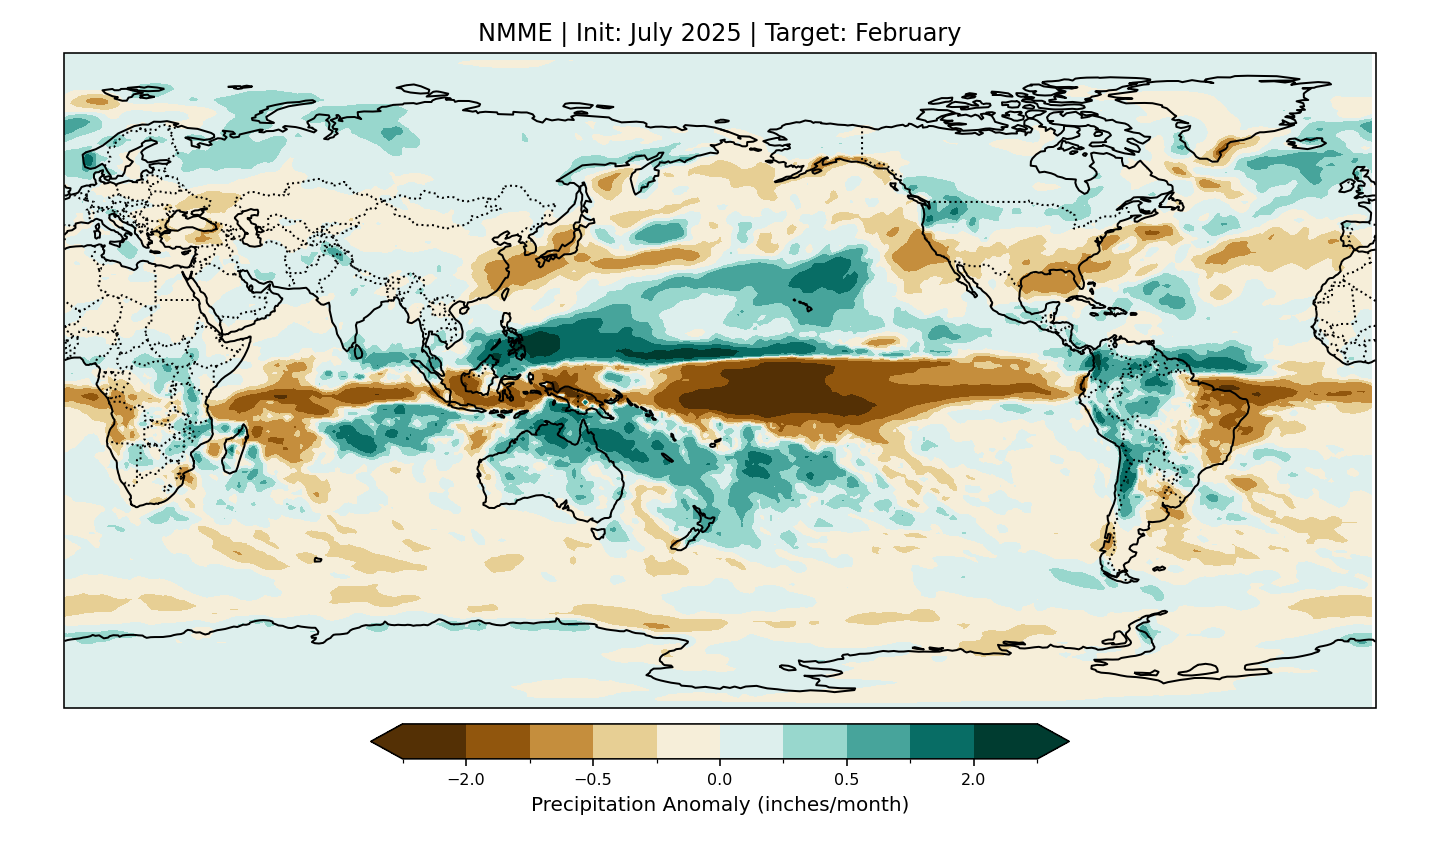 NMME | Init: July 2025 | Target: February
−2.0 −0.5 0.0 0.5 2.0
Precipitation Anomaly (inches/month)